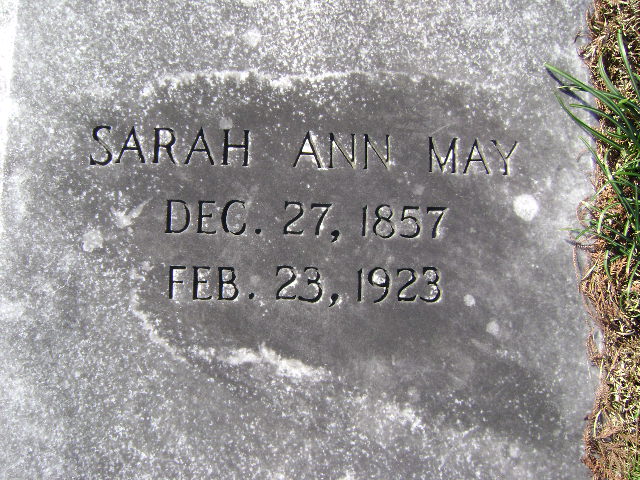 SARAH ANN MAY
DEC. 27, 1857
FEB. 23, 1923